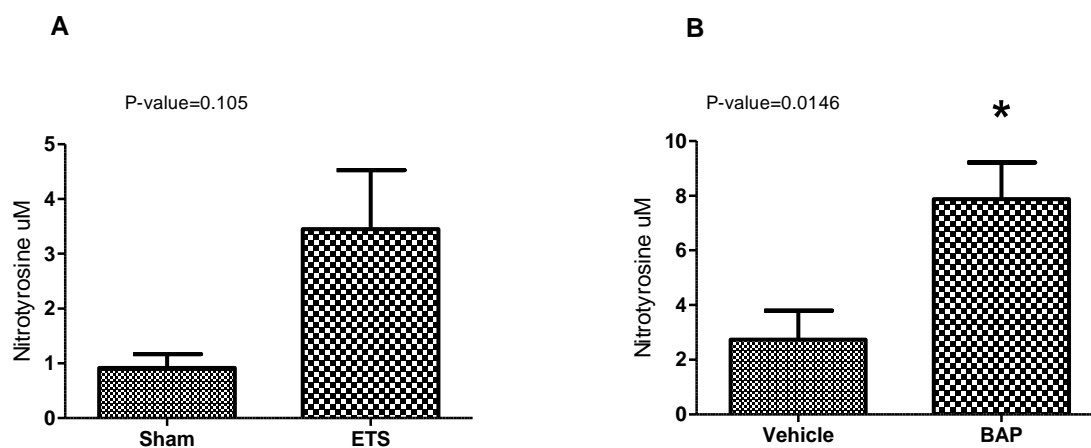 A
P-value=0.105
Nitrotyrosine uM
5
4
3
2
1
0
Sham
ETS
B
P-value=0.0146
*
Nitrotyrosine uM
10
8
6
4
2
0
Vehicle
BAP